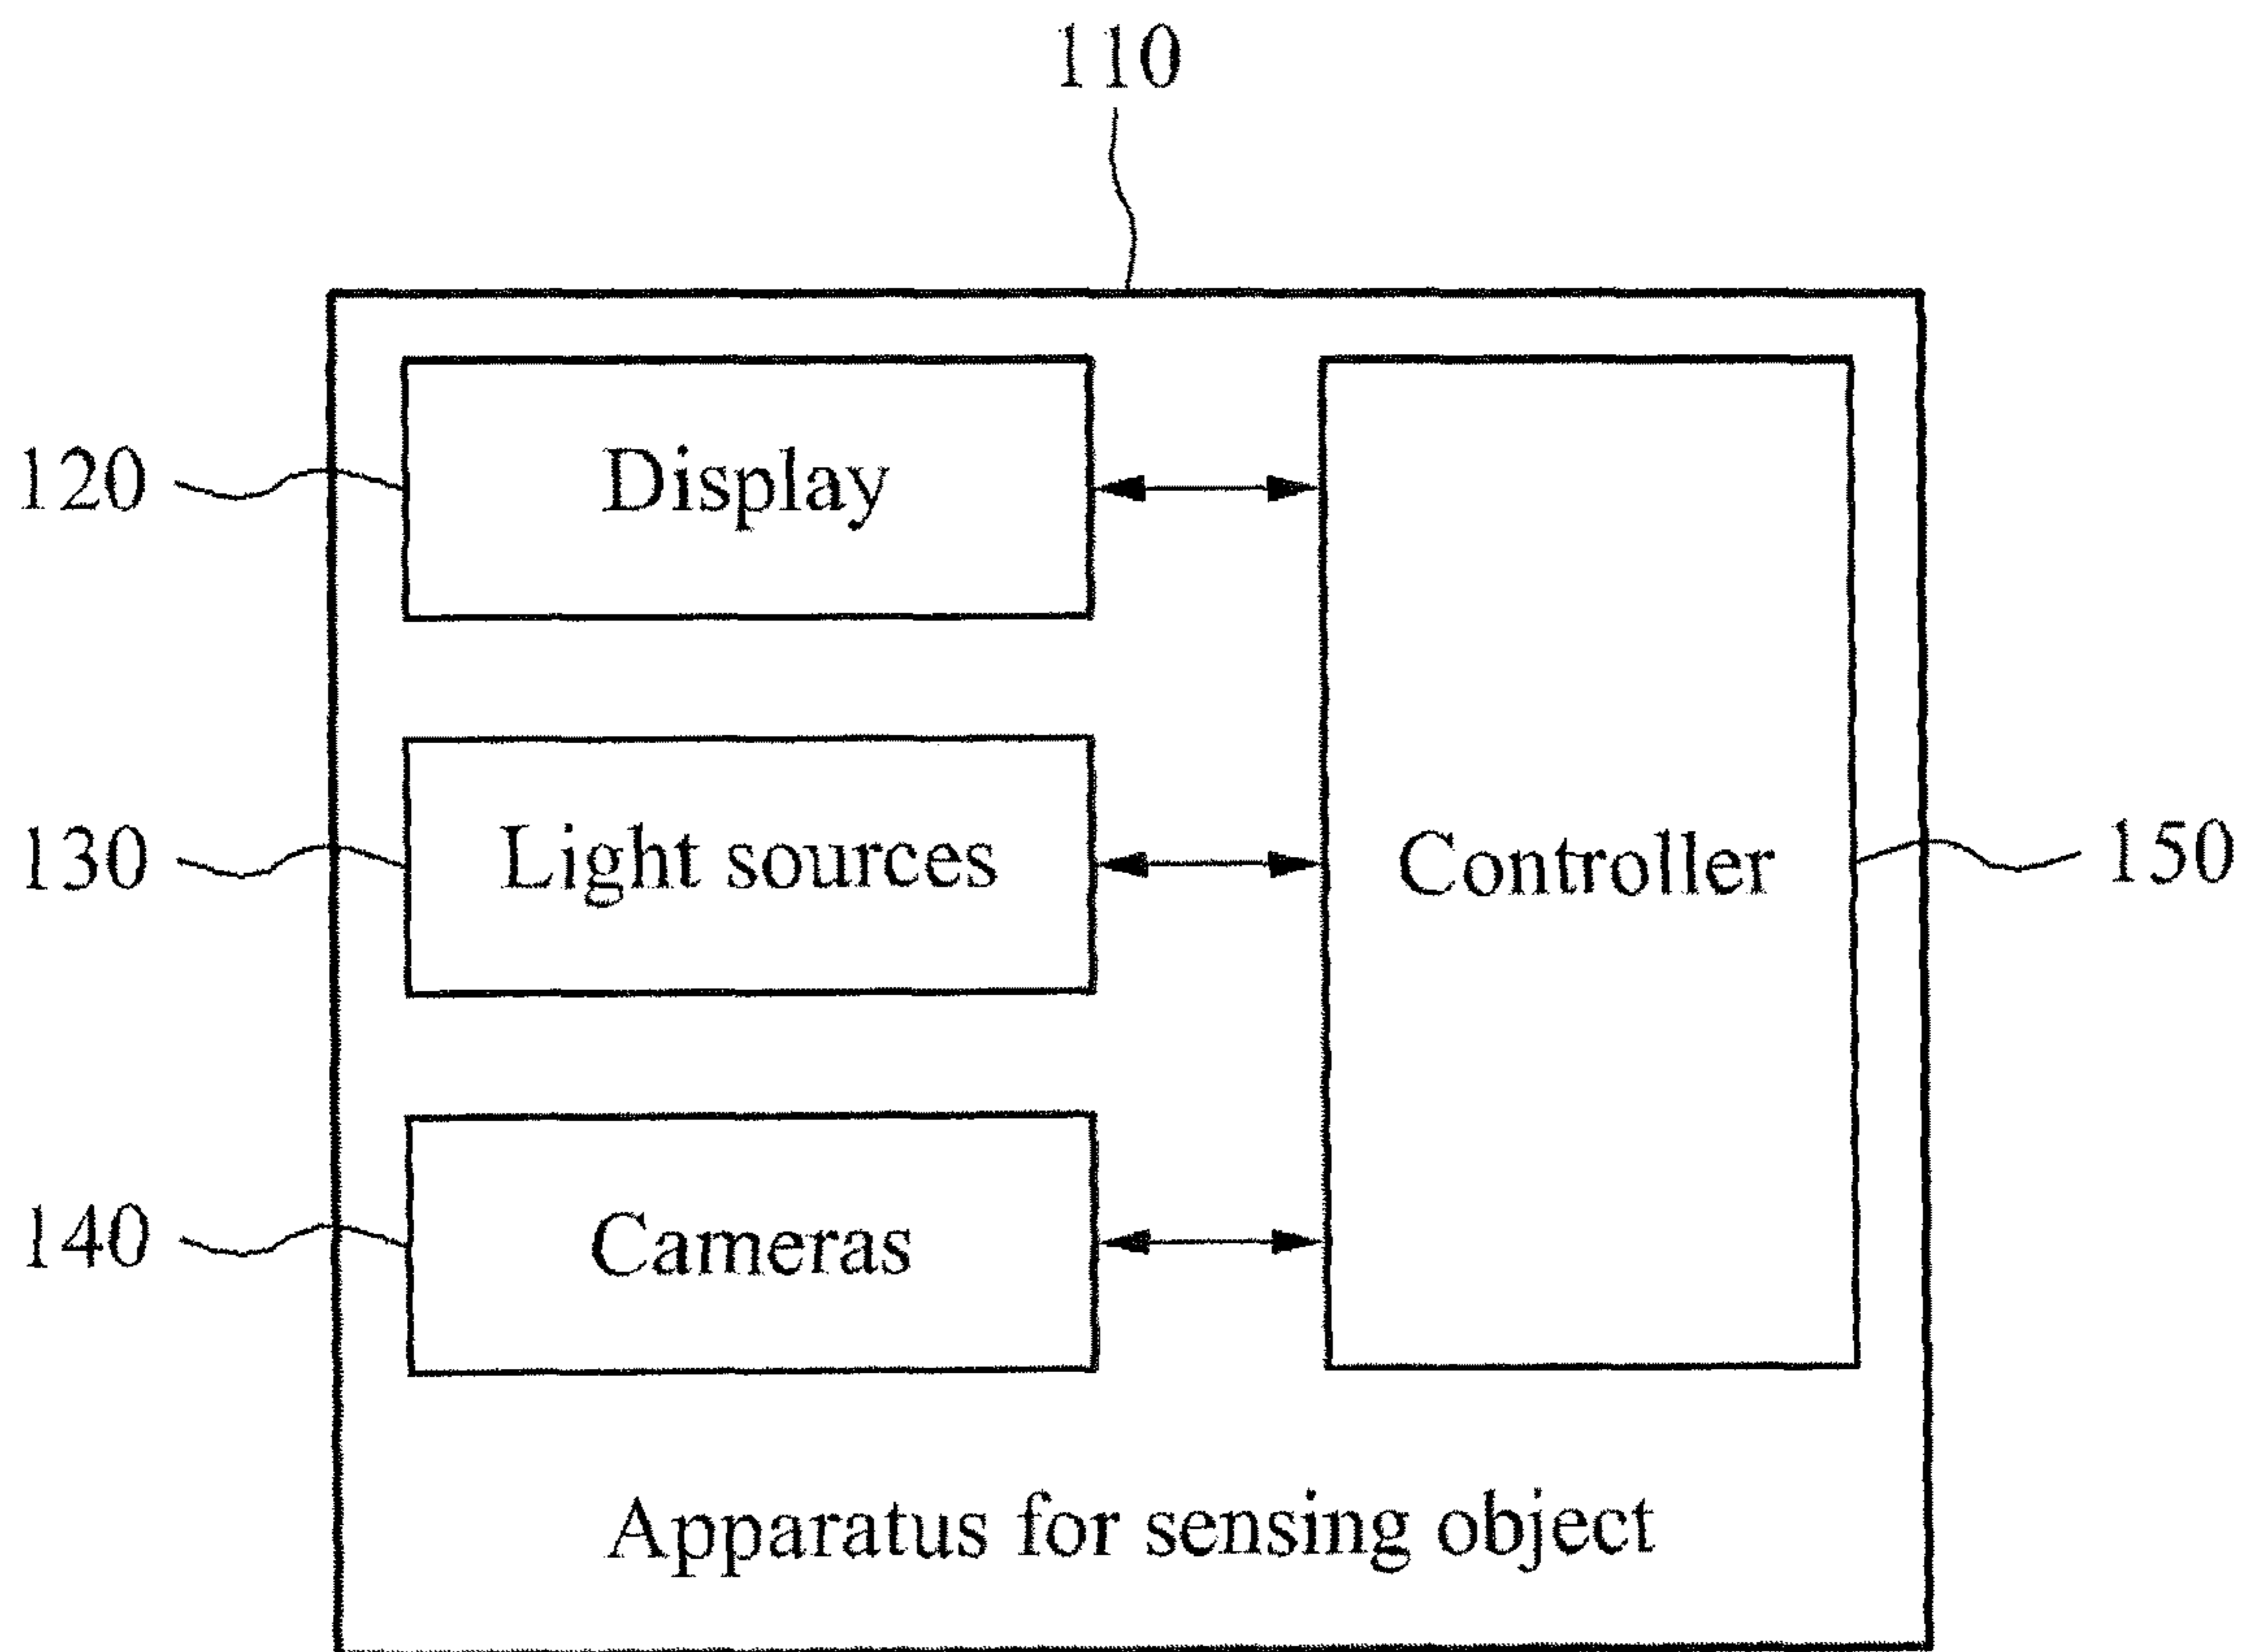 110
120
Display
130
Light sources
Controller
150
140
Cameras
Apparatus for sensing object